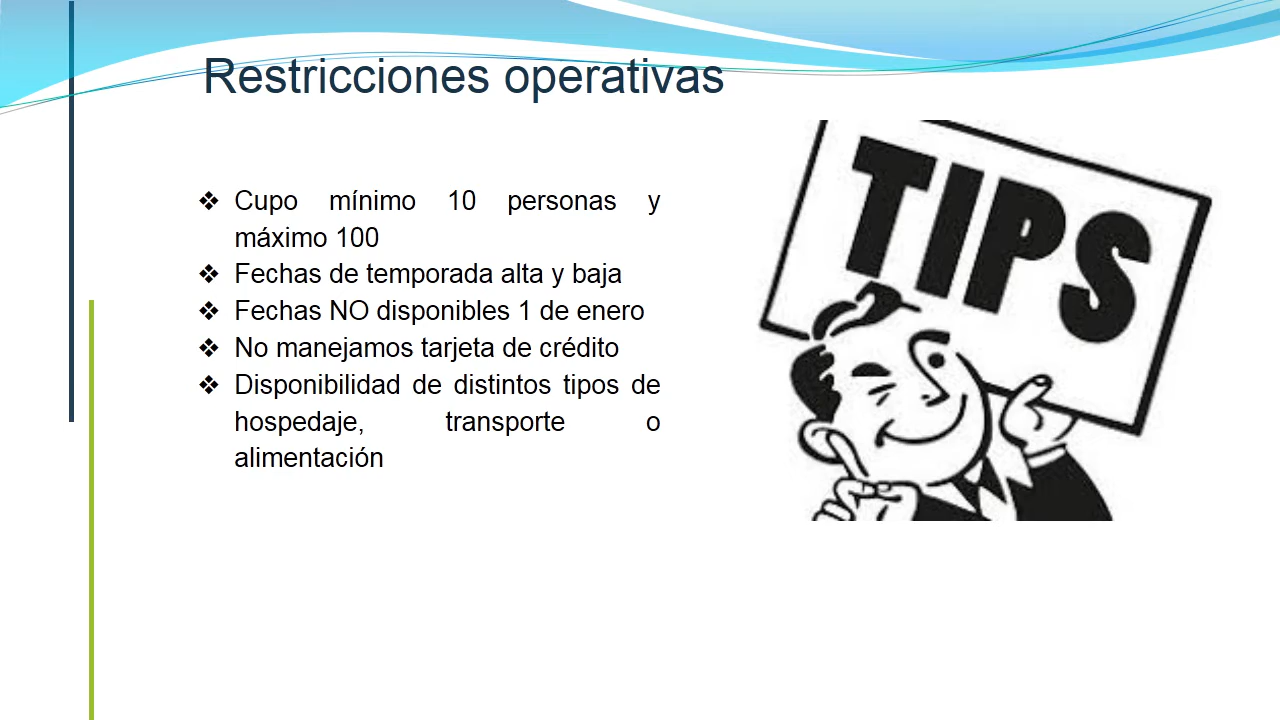 Restricciones operativas
❖ Cupo mínimo 10 personas y
máximo 100
❖ Fechas de temporada alta y baja
❖ Fechas NO disponibles 1 de enero
❖ No manejamos tarjeta de crédito
❖ Disponibilidad de distintos tipos de
hospedaje, transporte o
alimentación
TIPS